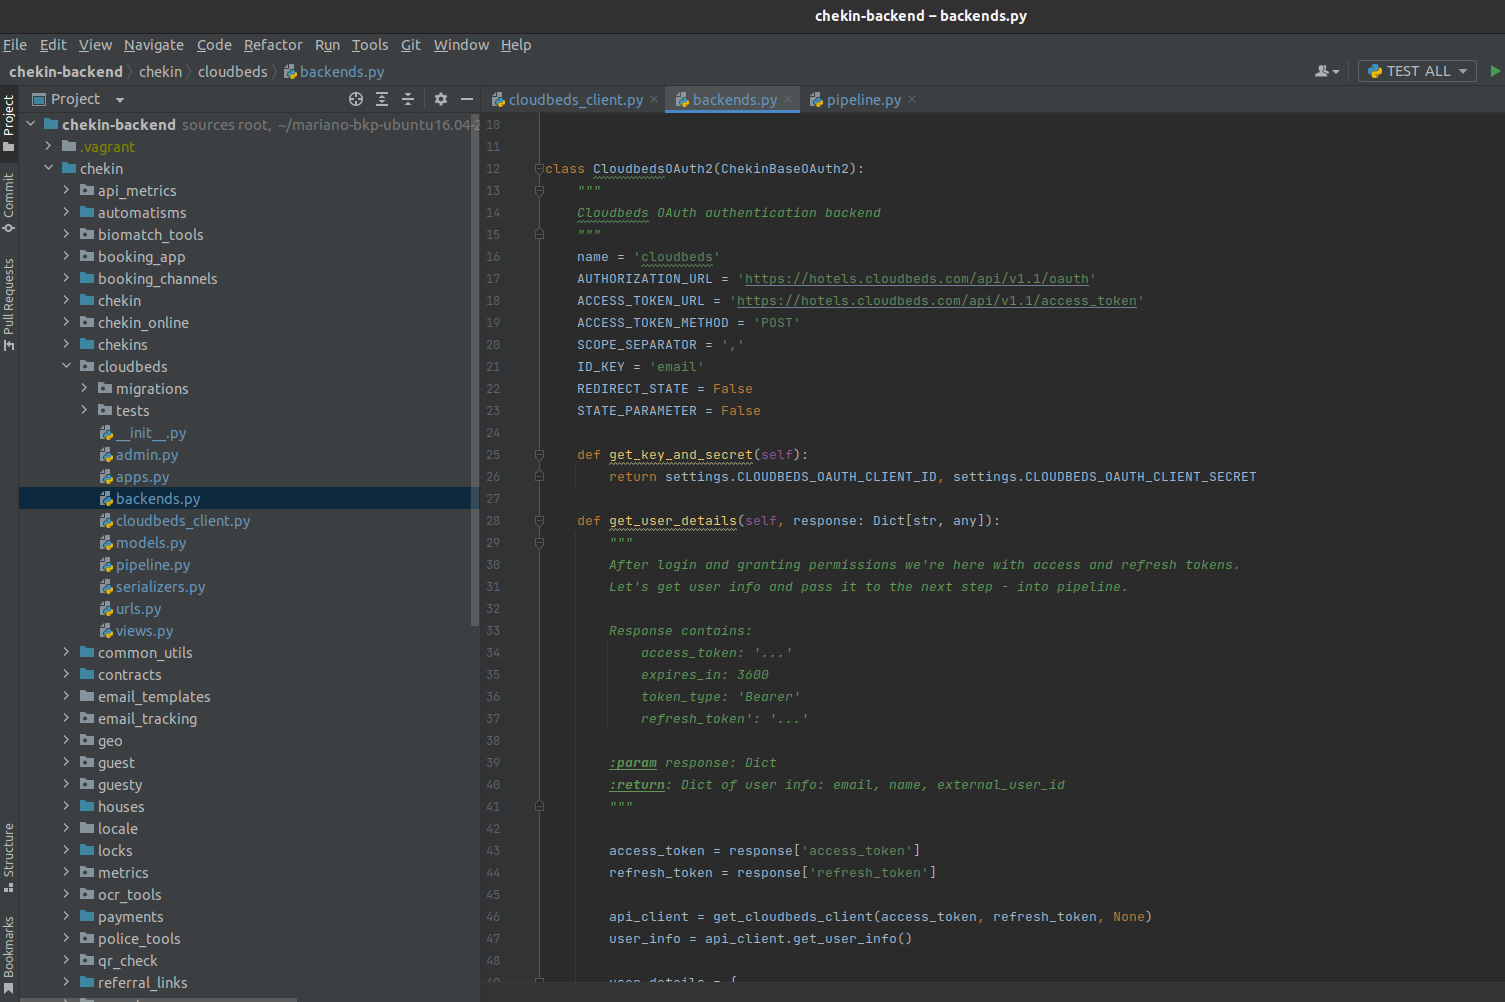 chekin-backend – backends.py
File Edit View Navigate Code Refactor Run Tools Git Window Help
chekin-backend chekin cloudbeds backends.py
TEST ALL
Project
cloudbeds_client.py backends.py pipeline.py
Project
Commit
Pull Requests
Structure
Bookmarks
chekin-backend sources root, ~/mariano-bkp-ubuntu16.04-2
.vagrant
chekin
api_metrics
automatisms
biomatch_tools
booking_app
booking_channels
chekin
chekin_online
chekins
cloudbeds
migrations
tests
__init__.py
admin.py
apps.py
backends.py
cloudbeds_client.py
models.py
pipeline.py
serializers.py
urls.py
views.py
common_utils
contracts
email_templates
email_tracking
geo
guest
guesty
houses
locale
locks
metrics
ocr_tools
payments
police_tools
qr_check
referral_links
10
11
12 class CloudbedsOAuth2(ChekinBaseOAuth2):
13 """
14 Cloudbeds OAuth authentication backend
15 """
16 name = 'cloudbeds'
17 AUTHORIZATION_URL = 'https://hotels.cloudbeds.com/api/v1.1/oauth'
18 ACCESS_TOKEN_URL = 'https://hotels.cloudbeds.com/api/v1.1/access_token'
19 ACCESS_TOKEN_METHOD = 'POST'
20 SCOPE_SEPARATOR = ','
21 ID_KEY = 'email'
22 REDIRECT_STATE = False
23 STATE_PARAMETER = False
24
25 def get_key_and_secret(self):
26 return settings.CLOUDBEDS_OAUTH_CLIENT_ID, settings.CLOUDBEDS_OAUTH_CLIENT_SECRET
27
28 def get_user_details(self, response: Dict[str, any]):
29 """
30 After login and granting permissions we're here with access and refresh tokens.
31 Let's get user info and pass it to the next step - into pipeline.
32
33 Response contains:
34 access_token: '...'
35 expires_in: 3600
36 token_type: 'Bearer'
37 refresh_token': '...'
38
39 :param response: Dict
40 :return: Dict of user info: email, name, external_user_id
41 """
42
43 access_token = response['access_token']
44 refresh_token = response['refresh_token']
45
46 api_client = get_cloudbeds_client(access_token, refresh_token, None)
47 user_info = api_client.get_user_info()
48
49 user_details = {